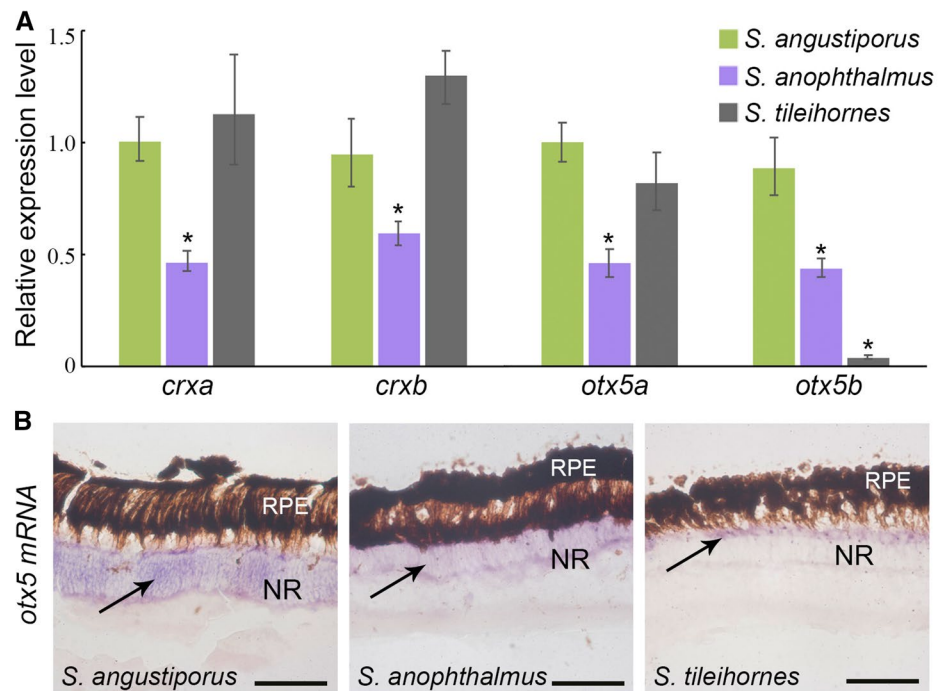 A
Relative expression level
1.5
1.0
0.5
0
S. angustiporus
S. anophthalmus
S. tileihornes
*
*
*
*
*
crxa
crxb
otx5a
otx5b
B
otx5 mRNA
RPE
NR
S. angustiporus
RPE
NR
S. anophthalmus
RPE
NR
S. tileihornes